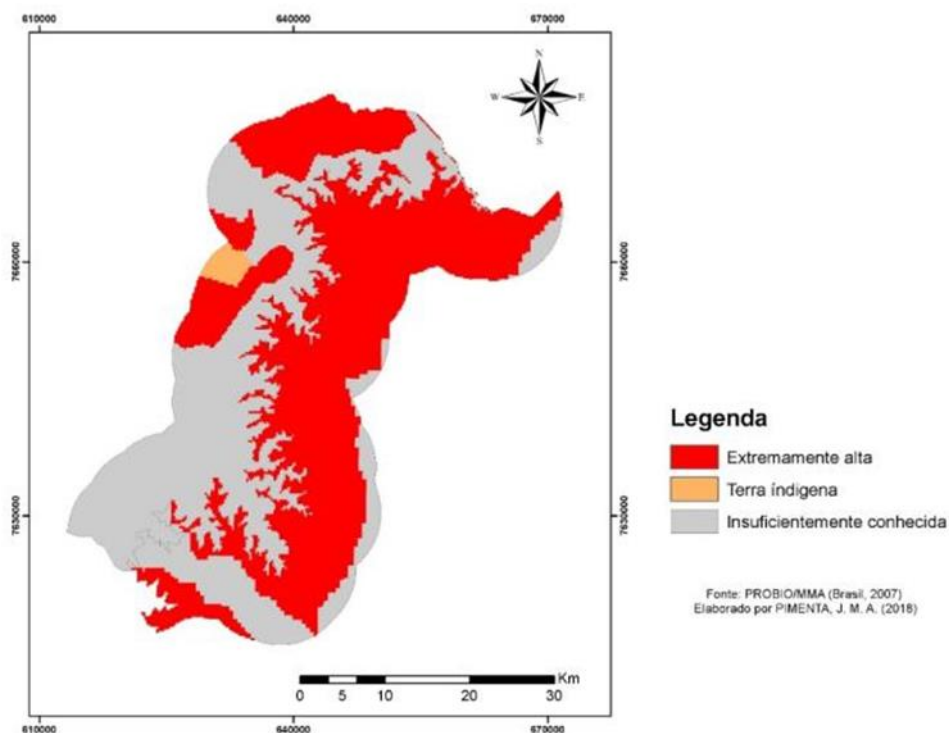 610000 640000 670000
N
W E
S
7660000 7660000
7630000 7630000
Legenda
Extremamente alta
Terra índigena
Insuficientemente conhecida
Fonte: PROBIO/MMA (Brasil, 2007)
Elaborado por PIMENTA, J. M. A. (2018)
Km
0 5 10 20 30
610000 640000 670000